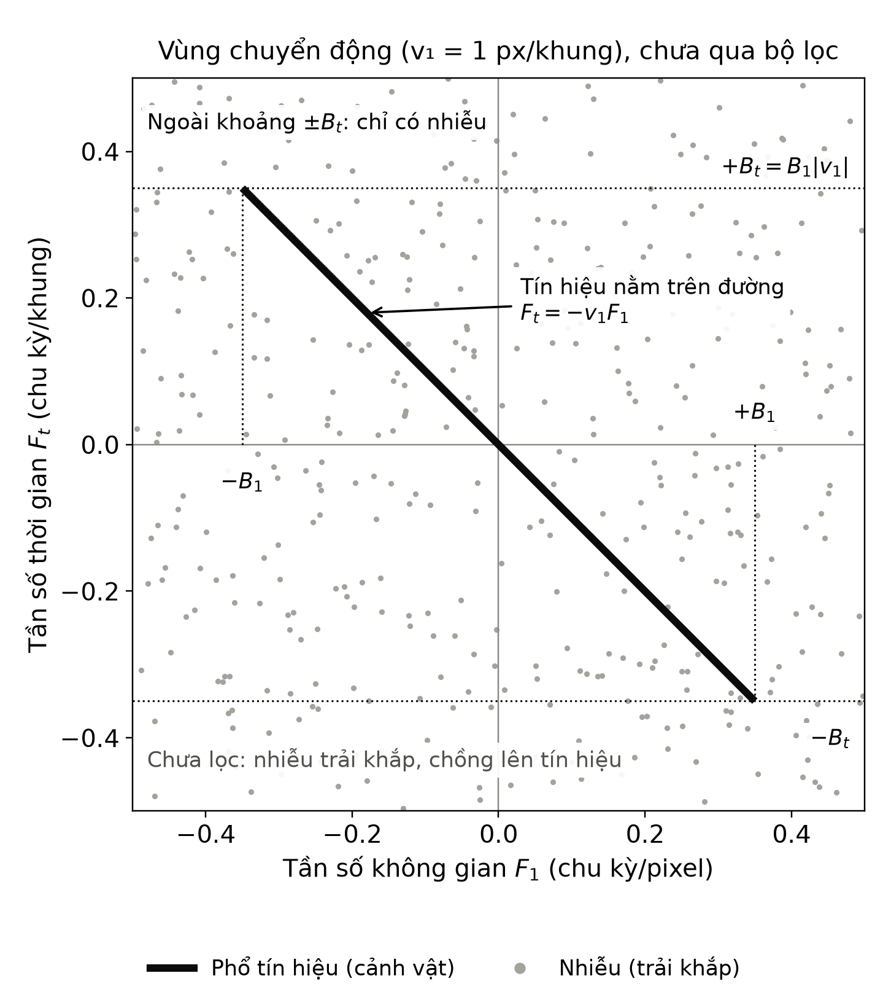 Vùng chuyển động (v₁ = 1 px/khung), chưa qua bộ lọc
Ngoài khoảng ±Bₜ: chỉ có nhiễu
+Bₜ = B₁|v₁|
Tín hiệu nằm trên đường
Fₜ = −v₁F₁
+B₁
−B₁
−Bₜ
Chưa lọc: nhiễu trải khắp, chồng lên tín hiệu
0.4
0.2
0.0
−0.2
−0.4
Tần số thời gian Fₜ (chu kỳ/khung)
−0.4 −0.2 0.0 0.2 0.4
Tần số không gian F₁ (chu kỳ/pixel)
Phổ tín hiệu (cảnh vật) Nhiễu (trải khắp)